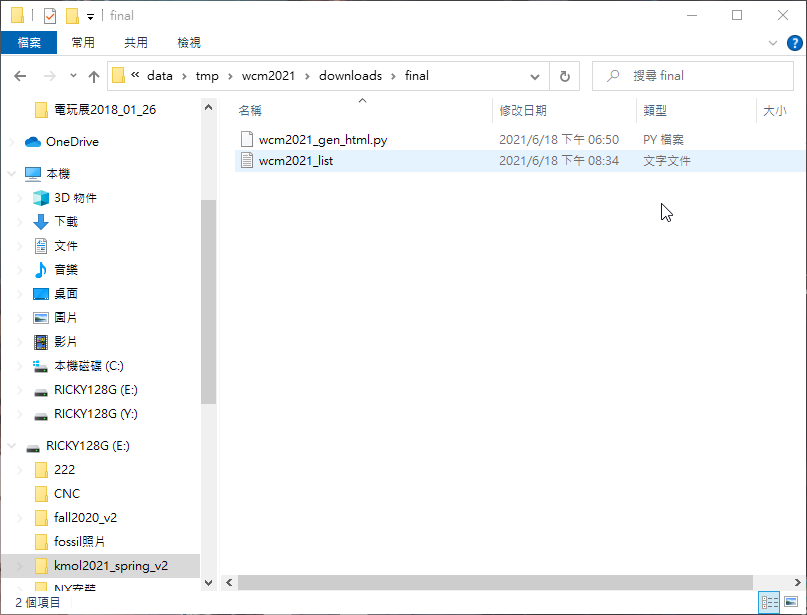 final
檔案 常用 共用 檢視
« data › tmp › wcm2021 › downloads › final
搜尋 final
電玩展2018_01_26
OneDrive
本機
3D 物件
下載
文件
音樂
桌面
圖片
影片
本機磁碟 (C:)
RICKY128G (E:)
RICKY128G (Y:)
RICKY128G (E:)
222
CNC
fall2020_v2
fossil照片
kmol2021_spring_v2
NX安裝
名稱 修改日期 類型 大小
wcm2021_gen_html.py 2021/6/18 下午 06:50 PY 檔案
wcm2021_list 2021/6/18 下午 08:34 文字文件
2 個項目